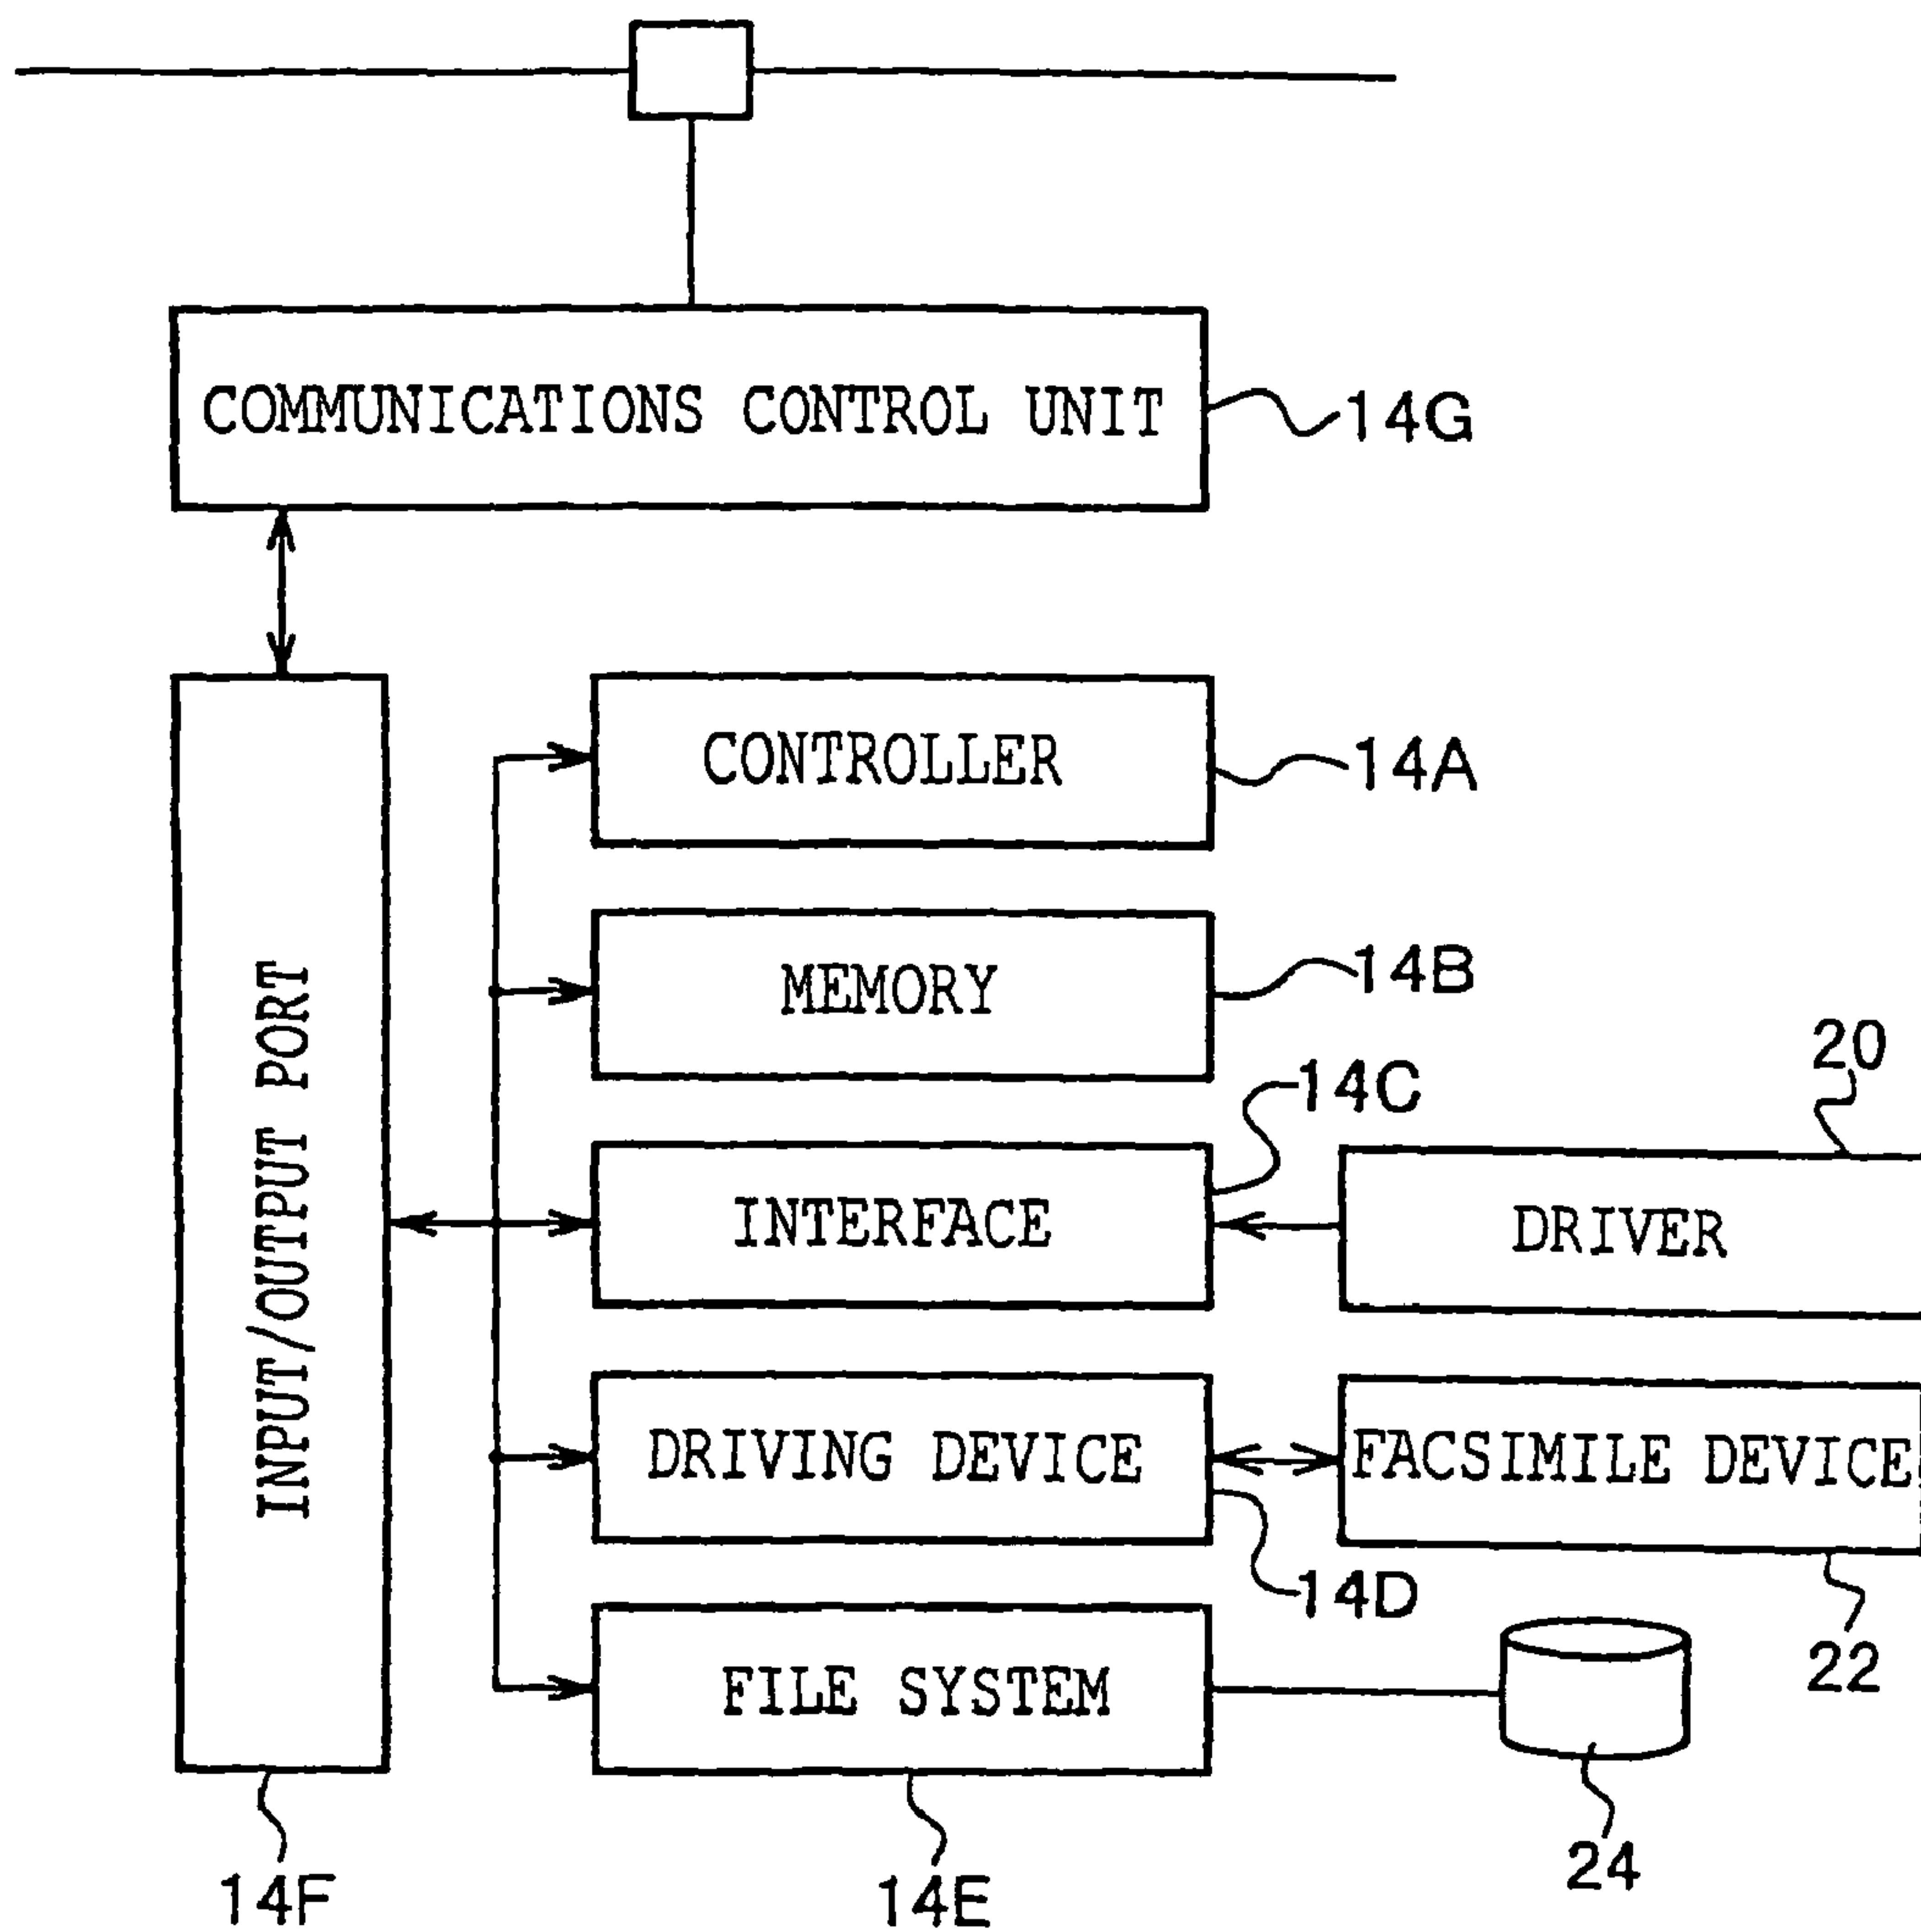 COMMUNICATIONS CONTROL UNIT
14G
CONTROLLER
14A
MEMORY
14B
14C
20
INPUT/OUTPUT PORT
INTERFACE
DRIVER
DRIVING DEVICE
FACSIMILE DEVICE
14D
22
FILE SYSTEM
24
14F
14E